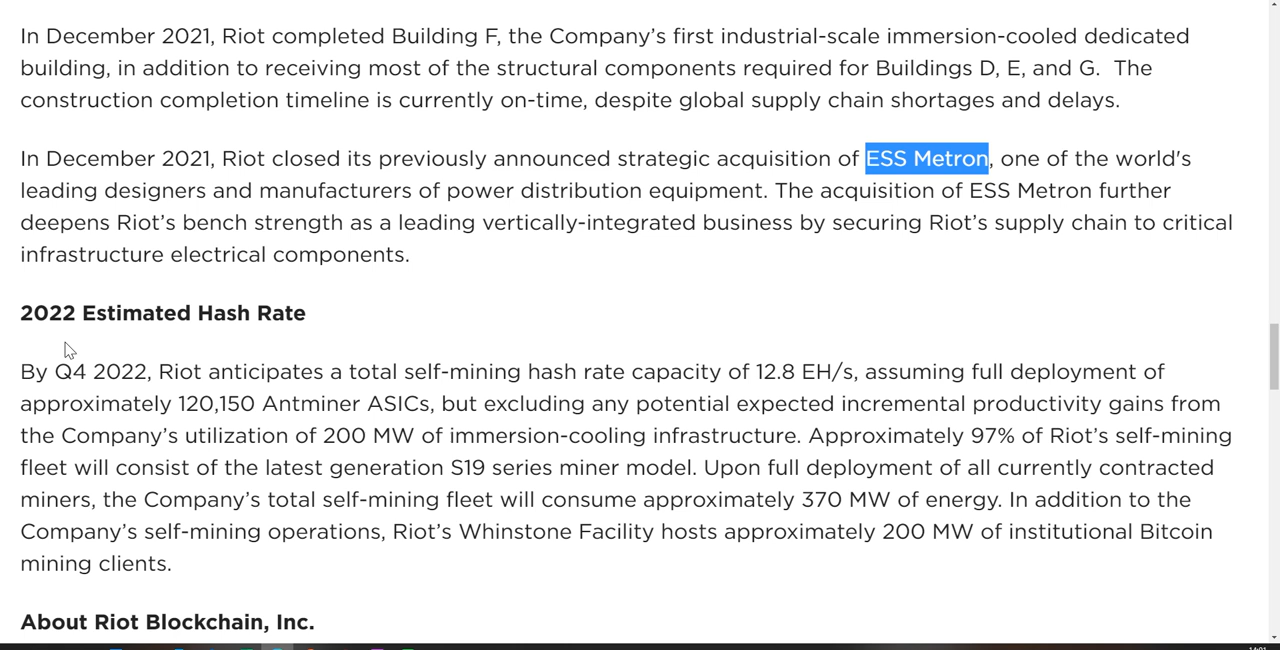 In December 2021, Riot completed Building F, the Company’s first industrial-scale immersion-cooled dedicated
building, in addition to receiving most of the structural components required for Buildings D, E, and G.  The
construction completion timeline is currently on-time, despite global supply chain shortages and delays.
In December 2021, Riot closed its previously announced strategic acquisition of ESS Metron, one of the world's
leading designers and manufacturers of power distribution equipment. The acquisition of ESS Metron further
deepens Riot’s bench strength as a leading vertically-integrated business by securing Riot’s supply chain to critical
infrastructure electrical components.
2022 Estimated Hash Rate
By Q4 2022, Riot anticipates a total self-mining hash rate capacity of 12.8 EH/s, assuming full deployment of
approximately 120,150 Antminer ASICs, but excluding any potential expected incremental productivity gains from
the Company’s utilization of 200 MW of immersion-cooling infrastructure. Approximately 97% of Riot’s self-mining
fleet will consist of the latest generation S19 series miner model. Upon full deployment of all currently contracted
miners, the Company’s total self-mining fleet will consume approximately 370 MW of energy. In addition to the
Company’s self-mining operations, Riot’s Whinstone Facility hosts approximately 200 MW of institutional Bitcoin
mining clients.
About Riot Blockchain, Inc.